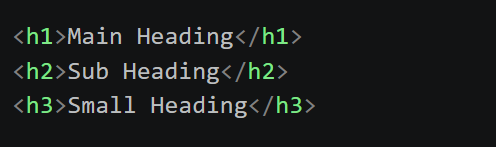 <h1>Main Heading</h1>
<h2>Sub Heading</h2>
<h3>Small Heading</h3>